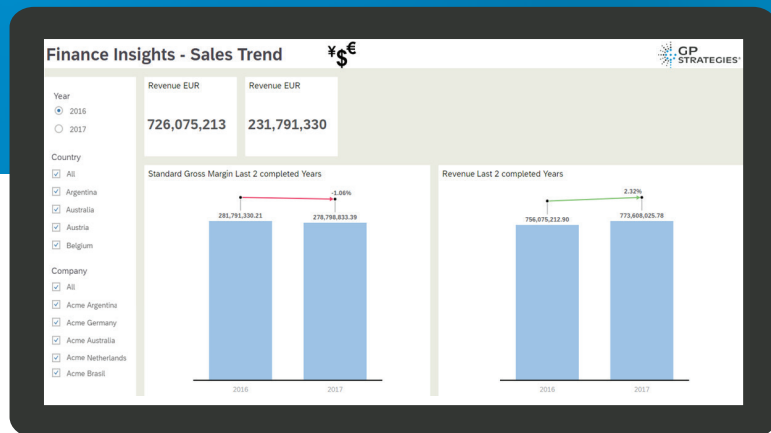 Finance Insights - Sales Trend
¥$€
GP
STRATEGIES
Year
2016
2017
Country
All
Argentina
Australia
Austria
Belgium
Company
All
Acme Argentina
Acme Germany
Acme Australia
Acme Netherlands
Acme Brasil
Revenue EUR
726,075,213
Revenue EUR
231,791,330
Standard Gross Margin Last 2 completed Years
-1.06%
281,791,330.21
278,798,833.39
2016
2017
Revenue Last 2 completed Years
2.32%
756,075,212.90
773,608,025.78
2016
2017